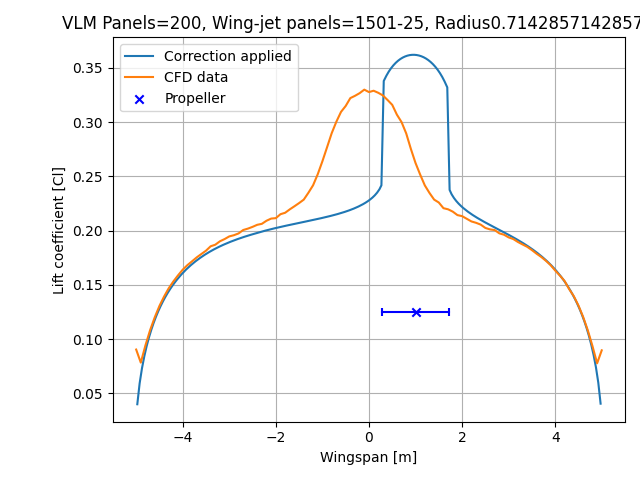 VLM Panels=200, Wing-jet panels=1501-25, Radius0.7142857142857
Correction applied
CFD data
Propeller
Lift coefficient [Cl]
0.35
0.30
0.25
0.20
0.15
0.10
0.05
−4
−2
0
2
4
Wingspan [m]